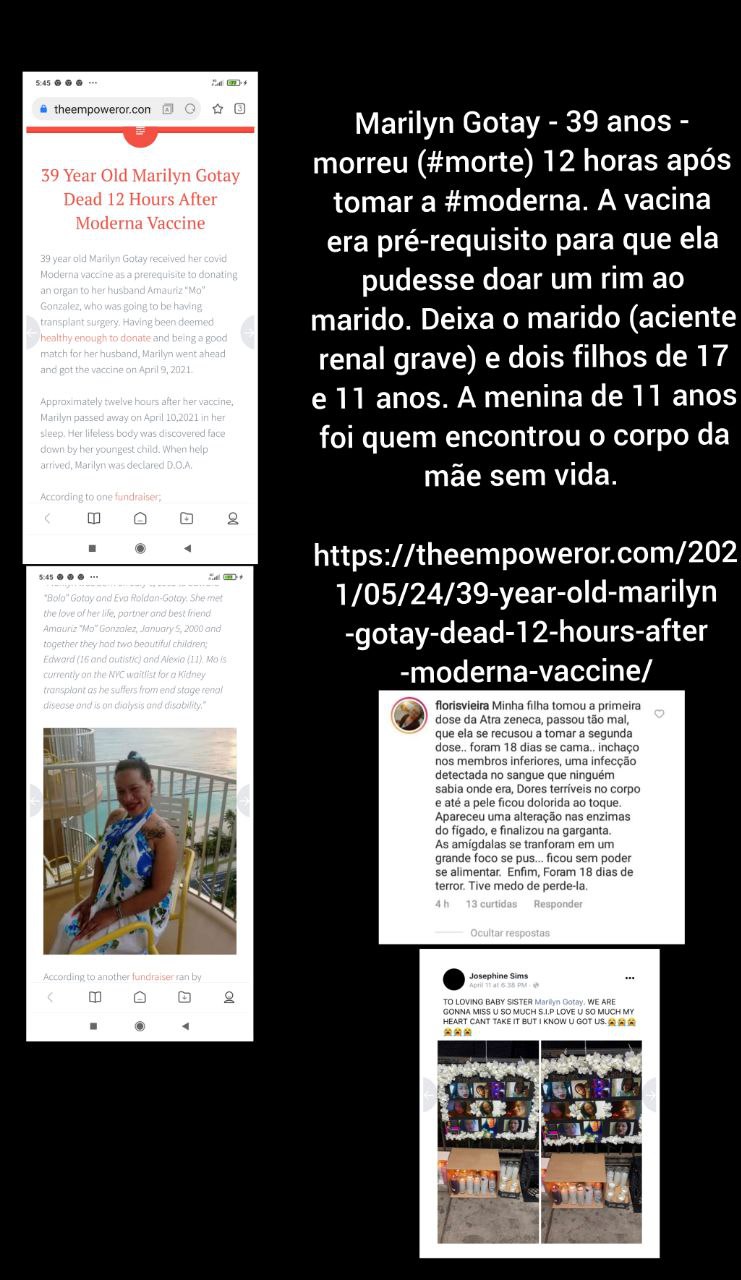 5:45
theempoweror.con
3
39 Year Old Marilyn Gotay
Dead 12 Hours After
Moderna Vaccine
39 year old Marilyn Gotay received her covid
Moderna vaccine as a prerequisite to donating
an organ to her husband Amauriz “Mo”
Gonzalez, who was going to be having
transplant surgery. Having been deemed
healthy enough to donate and being a good
match for her husband, Marilyn went ahead
and got the vaccine on April 9, 2021.
Approximately twelve hours after her vaccine,
Marilyn passed away on April 10,2021 in her
sleep. Her lifeless body was discovered face
down by her youngest child. When help
arrived, Marilyn was declared D.O.A.
According to one fundraiser;
5:45
“Bolo” Gotay and Eva Roldan-Gotay. She met
the love of her life, partner and best friend
Amauriz “Mo” Gonzalez, January 5, 2000 and
together they had two beautiful children;
Edward (16 and autistic) and Alexia (11). Mo is
currently on the NYC waitlist for a Kidney
transplant as he suffers from end stage renal
disease and is on dialysis and disability.”
According to another fundraiser ran by
Marilyn Gotay - 39 anos -
morreu (#morte) 12 horas após
tomar a #moderna. A vacina
era pré-requisito para que ela
pudesse doar um rim ao
marido. Deixa o marido (aciente
renal grave) e dois filhos de 17
e 11 anos. A menina de 11 anos
foi quem encontrou o corpo da
mãe sem vida.
https://theempoweror.com/202
1/05/24/39-year-old-marilyn
-gotay-dead-12-hours-after
-moderna-vaccine/
florisvieira Minha filha tomou a primeira
dose da Atra zeneca, passou tão mal,
que ela se recusou a tomar a segunda
dose.. foram 18 dias se cama.. inchaço
nos membros inferiores, uma infecção
detectada no sangue que ninguém
sabia onde era, Dores terríveis no corpo
e até a pele ficou dolorida ao toque.
Apareceu uma alteração nas enzimas
do fígado, e finalizou na garganta.
As amígdalas se tranforam em um
grande foco se pus... ficou sem poder
se alimentar. Enfim, Foram 18 dias de
terror. Tive medo de perde-la.
4 h 13 curtidas Responder
Ocultar respostas
Josephine Sims
April 11 at 6:38 PM
TO LOVING BABY SISTER Marilyn Gotay. WE ARE
GONNA MISS U SO MUCH S.I.P LOVE U SO MUCH MY
HEART CANT TAKE IT BUT I KNOW U GOT US.